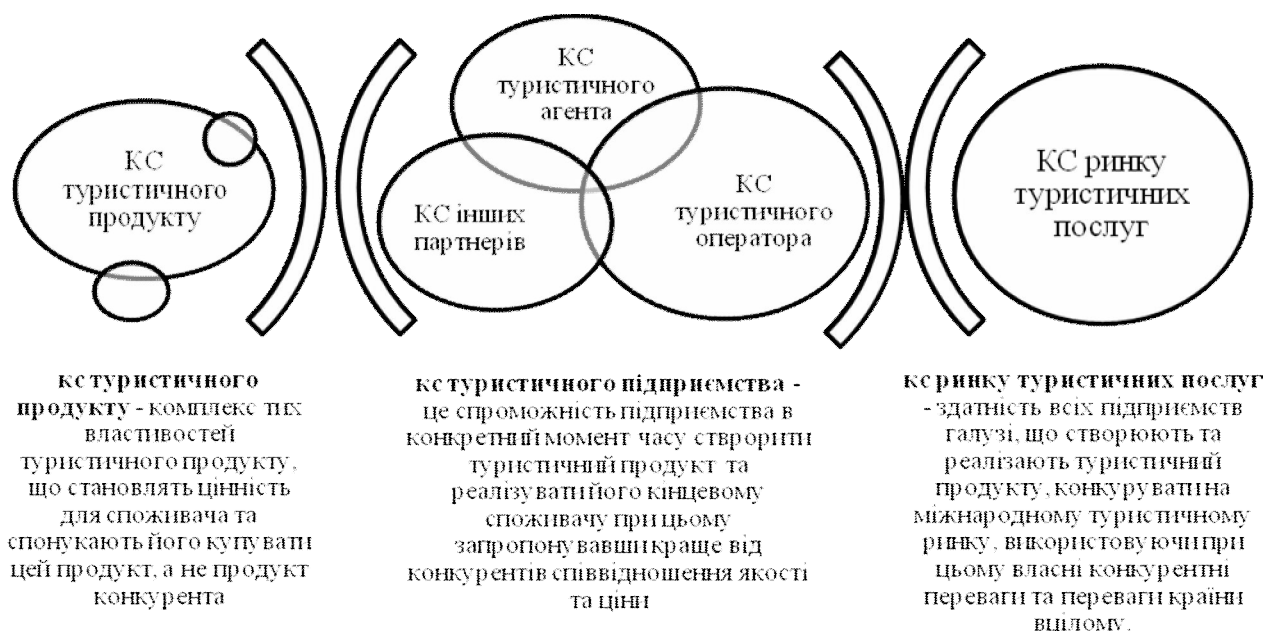 КС
туристичного
продукту
КС
туристичного
агента
КС інших
партнерів
КС
туристичного
оператора
КС ринку
туристичних
послуг
кс туристичного
продукту - комплекс тих
властивостей
туристичного продукту,
що становлять цінність
для споживача та
спонукають його купувати
цей продукт, а не продукт
конкурента
кс туристичного підприємства -
це спроможність підприємства в
конкретний момент часу створрити
туристичний продукт та
реалізувати його кінцевому
споживачу при цьому
запропонувавши краще від
конкурентів співвідношення якості
та ціни
кс ринку туристичних послуг
- здатність всіх підприємств
галузі, що створюють та
реалізають туристичний
продукту, конкурувати на
міжнародному туристичному
ринку, використовуючи при
цьому власні конкурентні
переваги та переваги країни
вцілому.